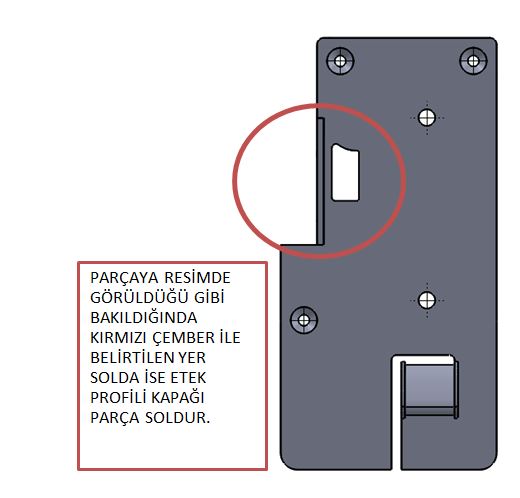 PARÇAYA RESİMDE
GÖRÜLDÜĞÜ GİBİ
BAKILDIĞINDA
KIRMIZI ÇEMBER İLE
BELİRTİLEN YER
SOLDA İSE ETEK
PROFİLİ KAPAĞI
PARÇA SOLDUR.